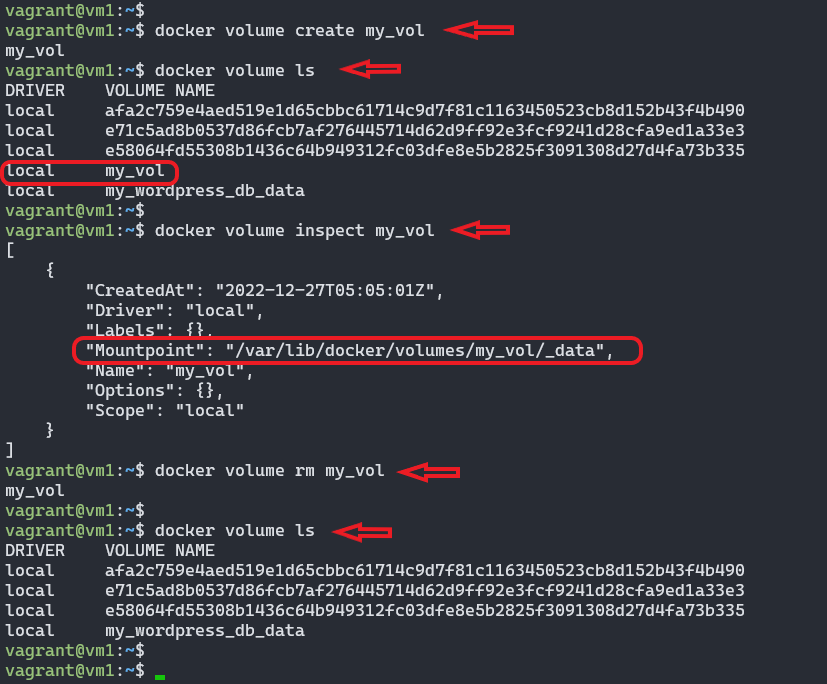 vagrant@vm1:~$
vagrant@vm1:~$ docker volume create my_vol
my_vol
vagrant@vm1:~$ docker volume ls
DRIVER    VOLUME NAME
local     afa2c759e4aed519e1d65cbbc61714c9d7f81c1163450523cb8d152b43f4b490
local     e71c5ad8b0537d86fcb7af276445714d62d9ff92e3fcf9241d28cfa9ed1a33e3
local     e58064fd55308b1436c64b949312fc03dfe8e5b2825f3091308d27d4fa73b335
local     my_vol
local     my_wordpress_db_data
vagrant@vm1:~$
vagrant@vm1:~$ docker volume inspect my_vol
[
    {
        "CreatedAt": "2022-12-27T05:05:01Z",
        "Driver": "local",
        "Labels": {},
        "Mountpoint": "/var/lib/docker/volumes/my_vol/_data",
        "Name": "my_vol",
        "Options": {},
        "Scope": "local"
    }
]
vagrant@vm1:~$ docker volume rm my_vol
my_vol
vagrant@vm1:~$
vagrant@vm1:~$ docker volume ls
DRIVER    VOLUME NAME
local     afa2c759e4aed519e1d65cbbc61714c9d7f81c1163450523cb8d152b43f4b490
local     e71c5ad8b0537d86fcb7af276445714d62d9ff92e3fcf9241d28cfa9ed1a33e3
local     e58064fd55308b1436c64b949312fc03dfe8e5b2825f3091308d27d4fa73b335
local     my_wordpress_db_data
vagrant@vm1:~$
vagrant@vm1:~$